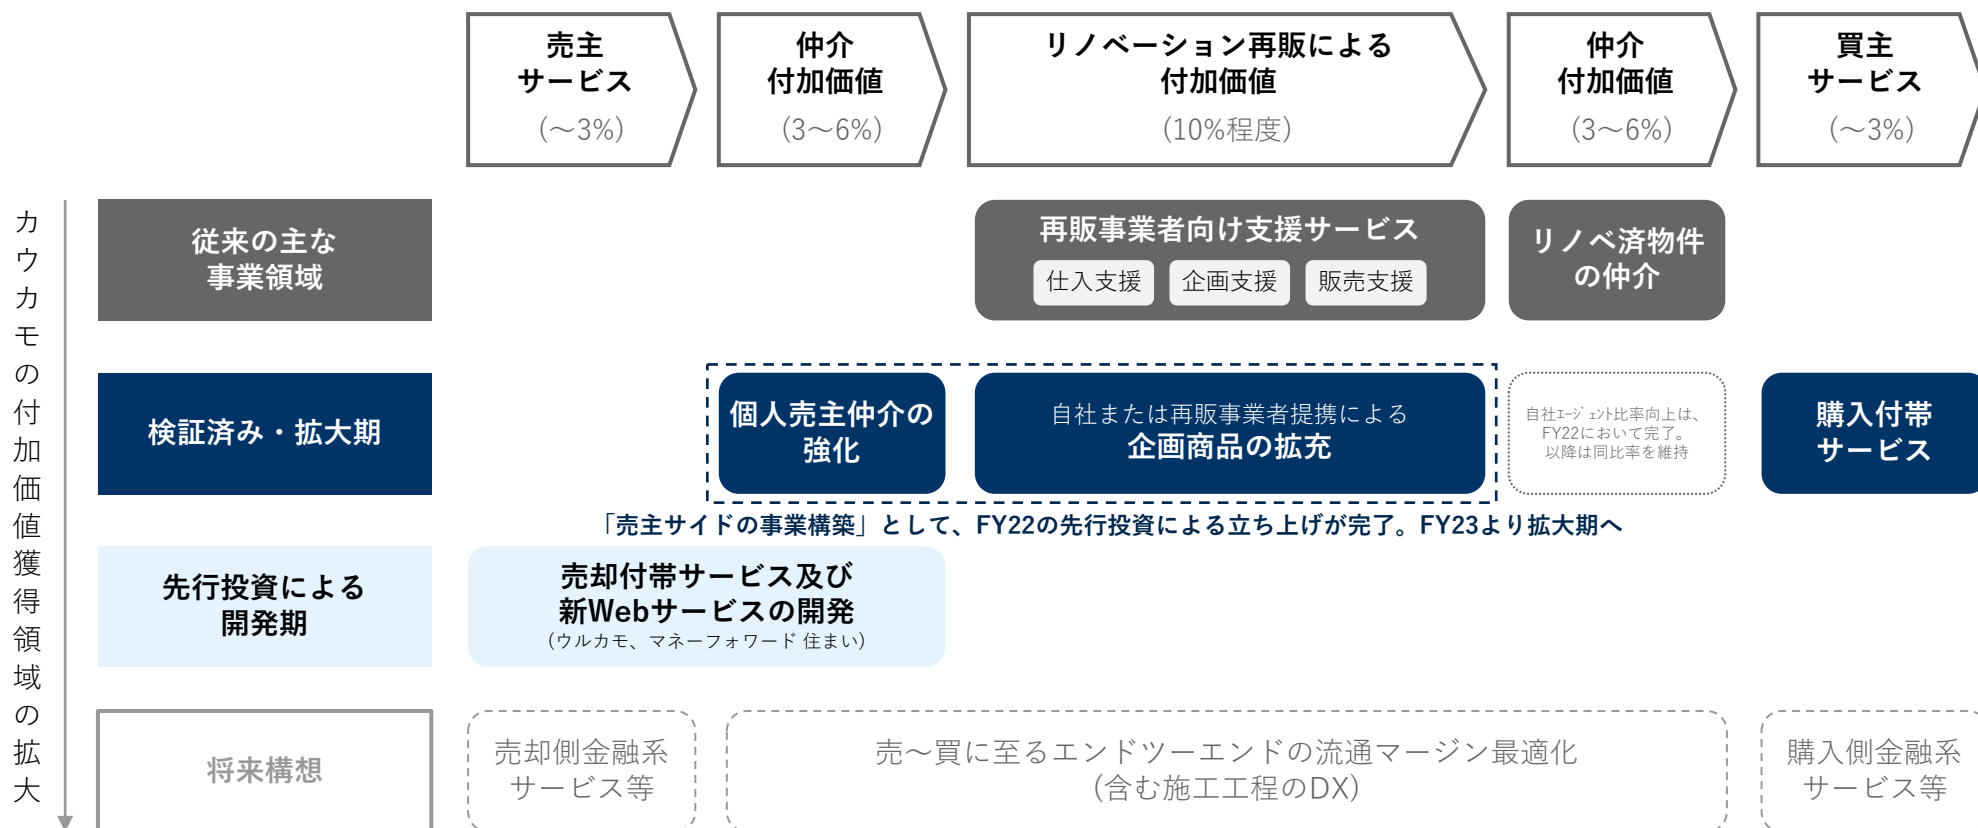 売主
サービス
(～3%)
仲介
付加価値
(3～6%)
リノベーション再販による
付加価値
(10%程度)
仲介
付加価値
(3～6%)
買主
サービス
(～3%)
カウカモの付加価値獲得領域の拡大
従来の主な
事業領域
再販事業者向け支援サービス
仕入支援
企画支援
販売支援
リノベ済物件
の仲介
検証済み・拡大期
個人売主仲介の
強化
自社または再販事業者提携による
企画商品の拡充
自社ｴｰｼﾞｪﾝﾄ比率向上は、
FY22において完了。
以降は同比率を維持
購入付帯
サービス
「売主サイドの事業構築」として、FY22の先行投資による立ち上げが完了。FY23より拡大期へ
先行投資による
開発期
売却付帯サービス及び
新Webサービスの開発
(ウルカモ、マネーフォワード 住まい)
将来構想
売却側金融系
サービス等
売～買に至るエンドツーエンドの流通マージン最適化
(含む施工工程のDX)
購入側金融系
サービス等